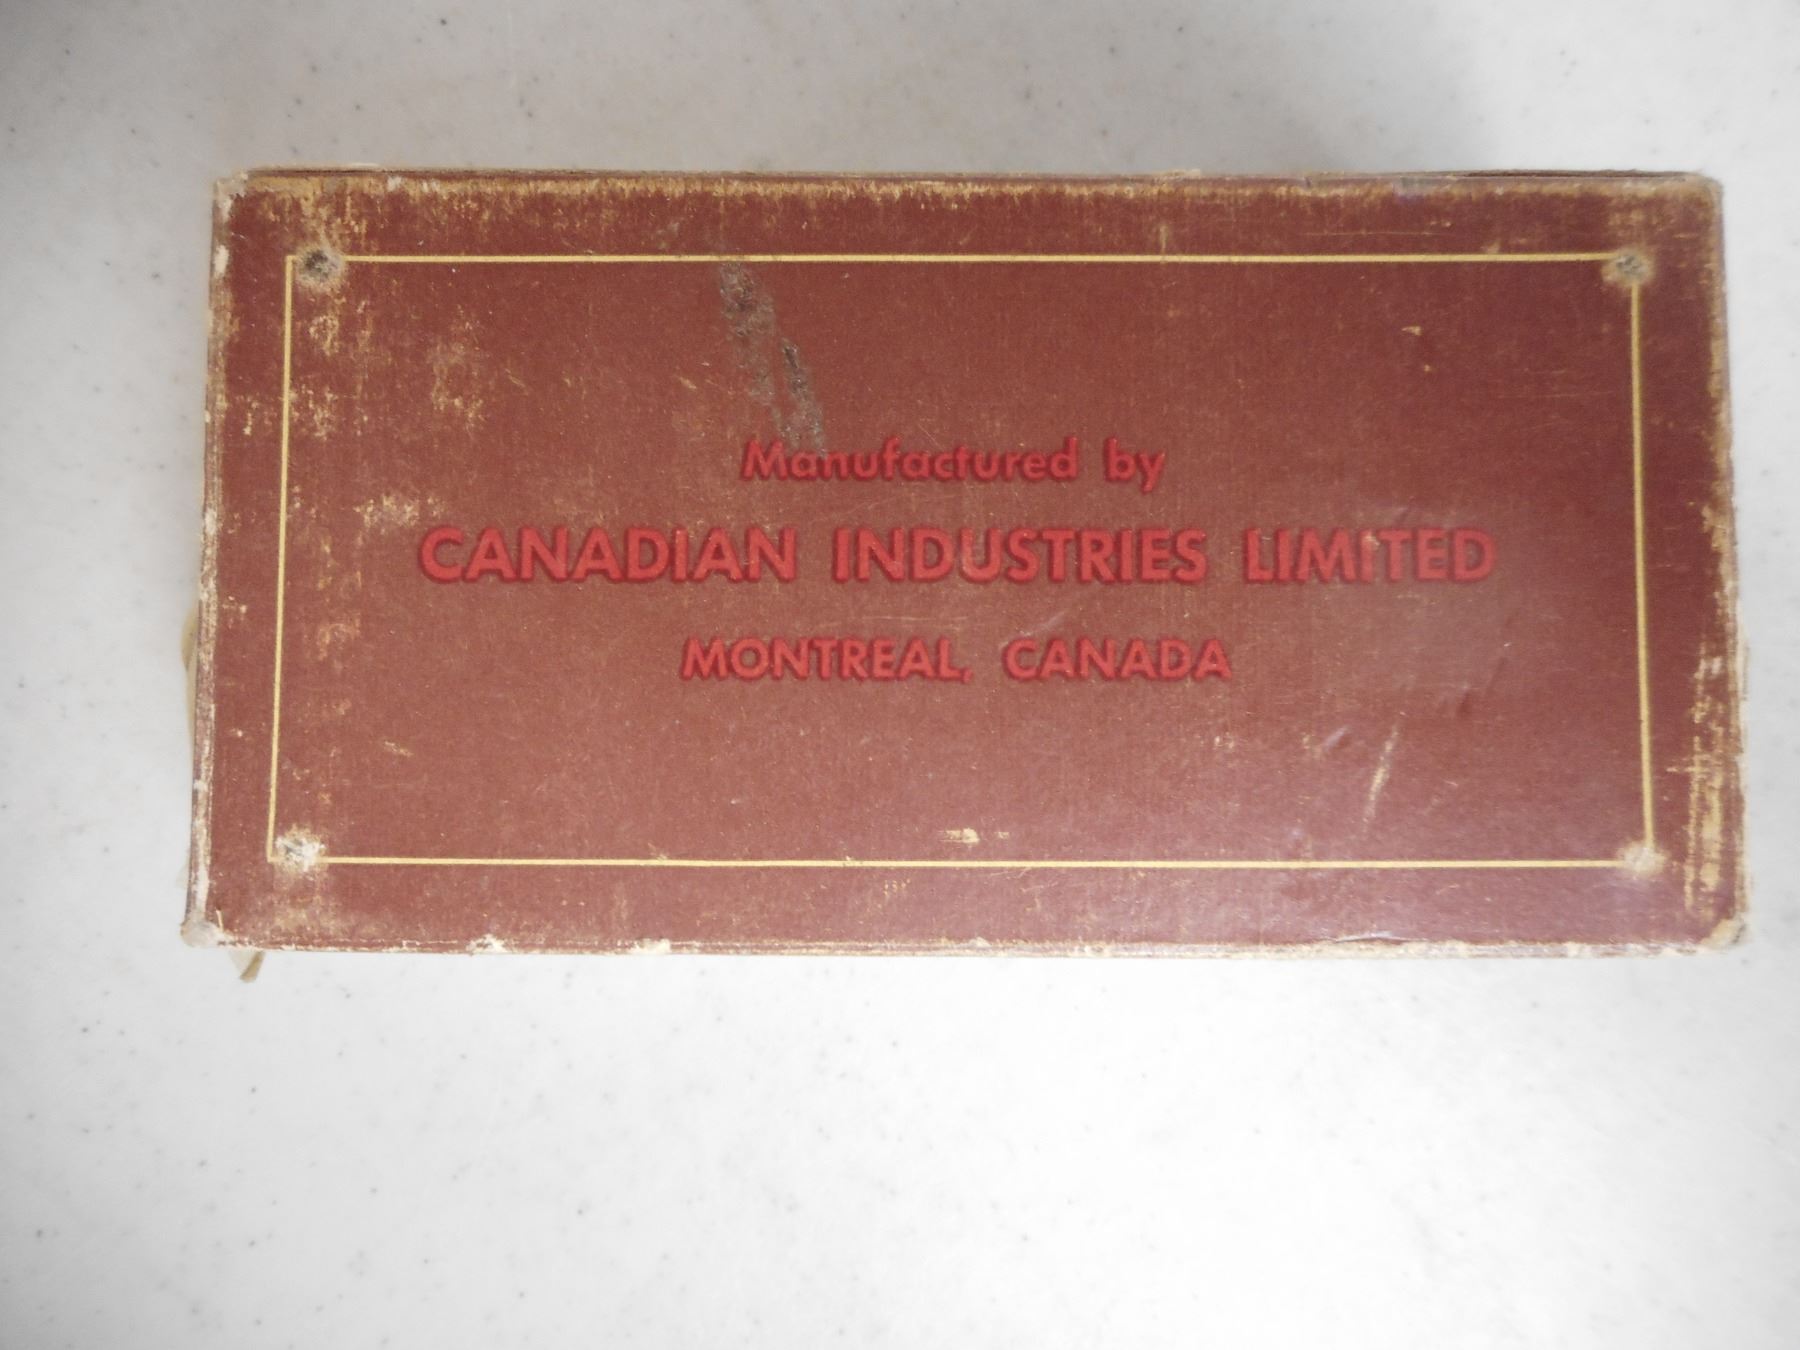 Manufactured by
CANADIAN INDUSTRIES LIMITED
MONTREAL, CANADA